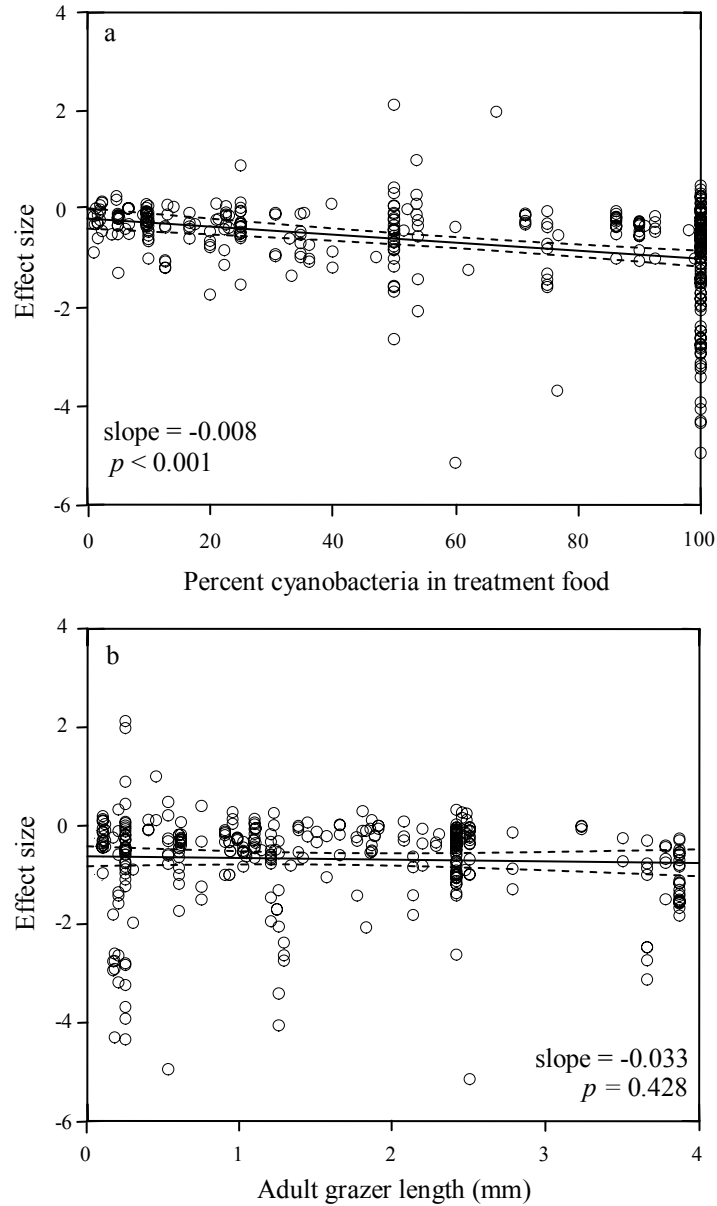 a
4
2
0
-2
-4
-6
Effect size
slope = -0.008
p < 0.001
0 20 40 60 80 100
Percent cyanobacteria in treatment food
b
4
2
0
-2
-4
-6
Effect size
slope = -0.033
p = 0.428
0 1 2 3 4
Adult grazer length (mm)